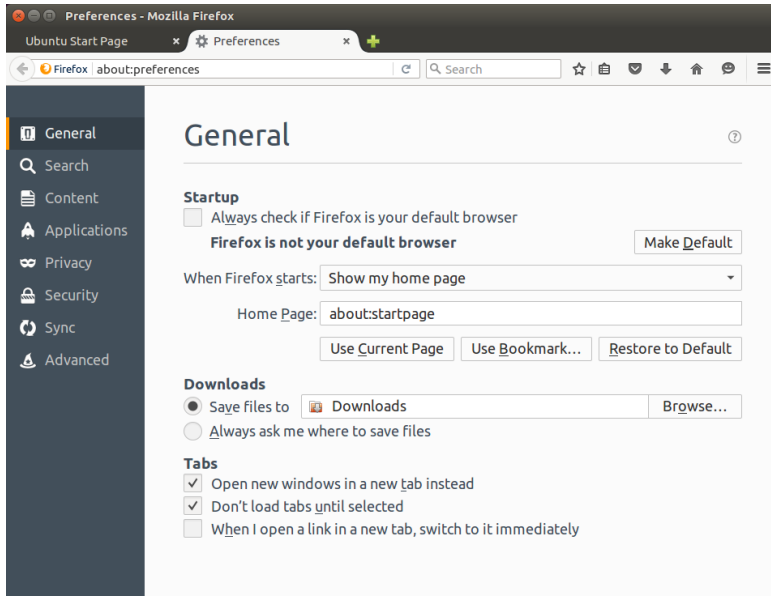 Preferences - Mozilla Firefox
Ubuntu Start Page
Preferences
Firefox about:preferences
Search
General
Search
Content
Applications
Privacy
Security
Sync
Advanced
General
Startup
Always check if Firefox is your default browser
Firefox is not your default browser
Make Default
When Firefox starts: Show my home page
Home Page: about:startpage
Use Current Page
Use Bookmark...
Restore to Default
Downloads
Save files to Downloads Browse...
Always ask me where to save files
Tabs
Open new windows in a new tab instead
Don't load tabs until selected
When I open a link in a new tab, switch to it immediately